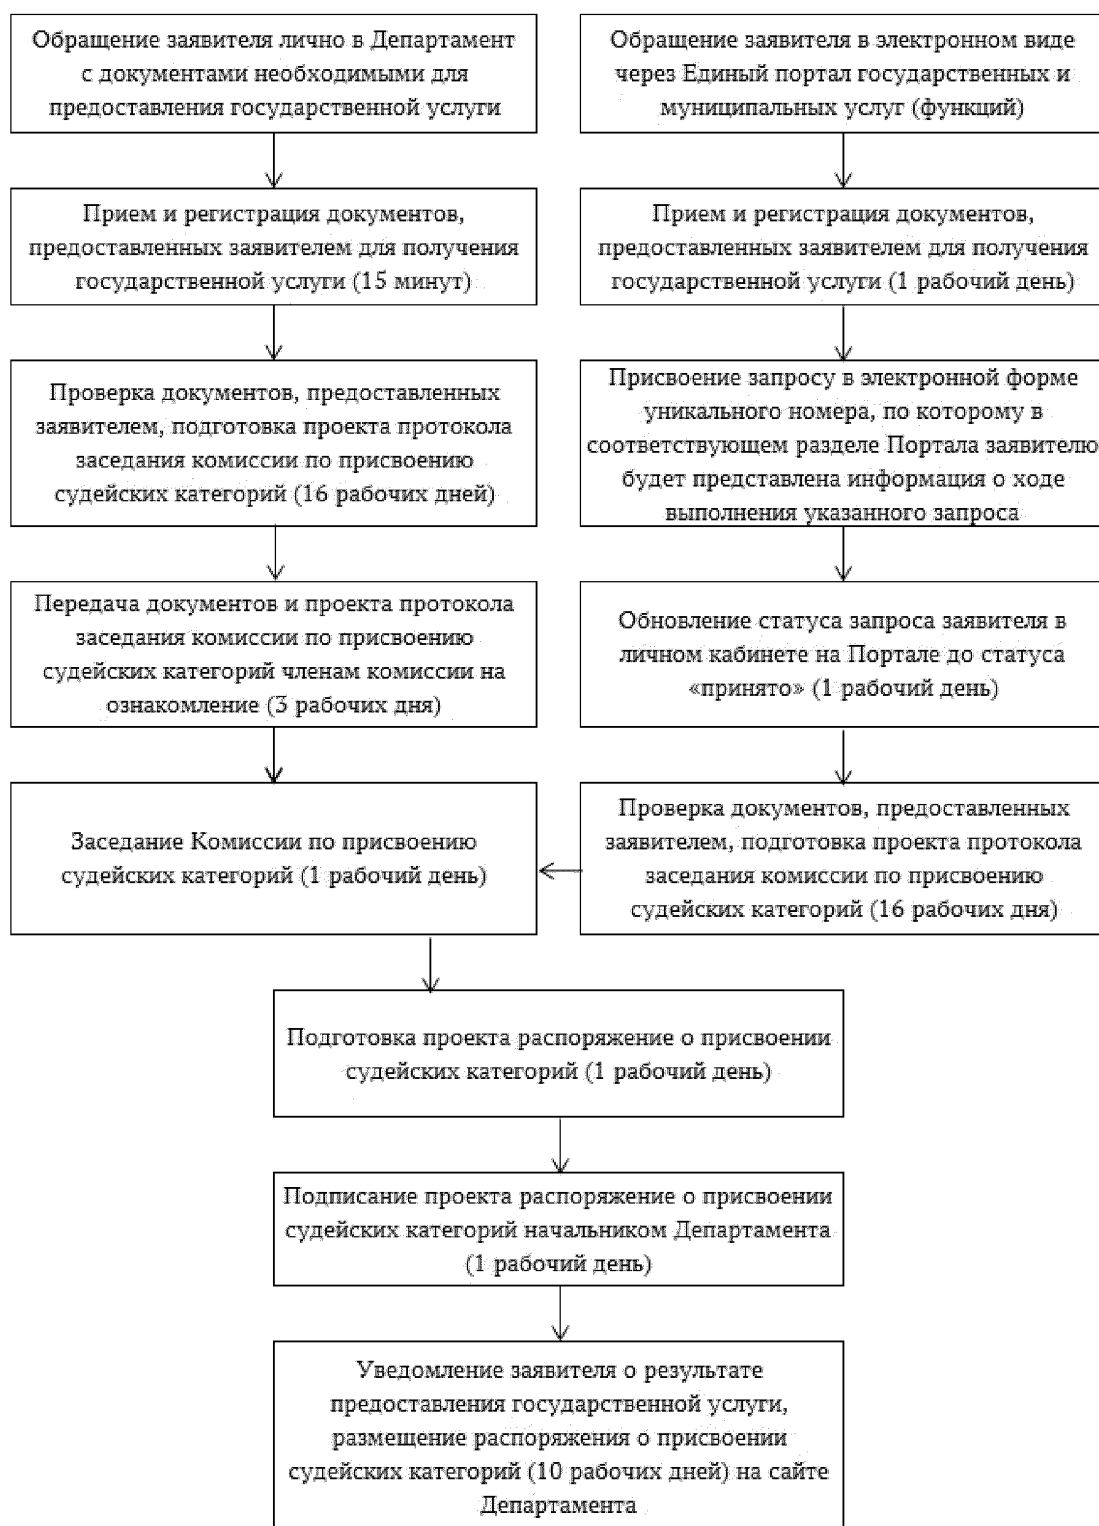 Обращение заявителя лично в Департамент
с документами необходимыми для
предоставления государственной услуги
Обращение заявителя в электронном виде
через Единый портал государственных и
муниципальных услуг (функций)
Прием и регистрация документов,
предоставленных заявителем для получения
государственной услуги (15 минут)
Прием и регистрация документов,
предоставленных заявителем для получения
государственной услуги (1 рабочий день)
Проверка документов, предоставленных
заявителем, подготовка проекта протокола
заседания комиссии по присвоению
судейских категорий (16 рабочих дней)
Присвоение запросу в электронной форме
уникального номера, по которому в
соответствующем разделе Портала заявителю
будет представлена информация о ходе
выполнения указанного запроса
Передача документов и проекта протокола
заседания комиссии по присвоению
судейских категорий членам комиссии на
ознакомление (3 рабочих дня)
Обновление статуса запроса заявителя в
личном кабинете на Портале до статуса
«принято» (1 рабочий день)
Заседание Комиссии по присвоению
судейских категорий (1 рабочий день)
Проверка документов, предоставленных
заявителем, подготовка проекта протокола
заседания комиссии по присвоению
судейских категорий (16 рабочих дня)
Подготовка проекта распоряжение о присвоении
судейских категорий (1 рабочий день)
Подписание проекта распоряжение о присвоении
судейских категорий начальником Департамента
(1 рабочий день)
Уведомление заявителя о результате
предоставления государственной услуги,
размещение распоряжения о присвоении
судейских категорий (10 рабочих дней) на сайте
Департамента